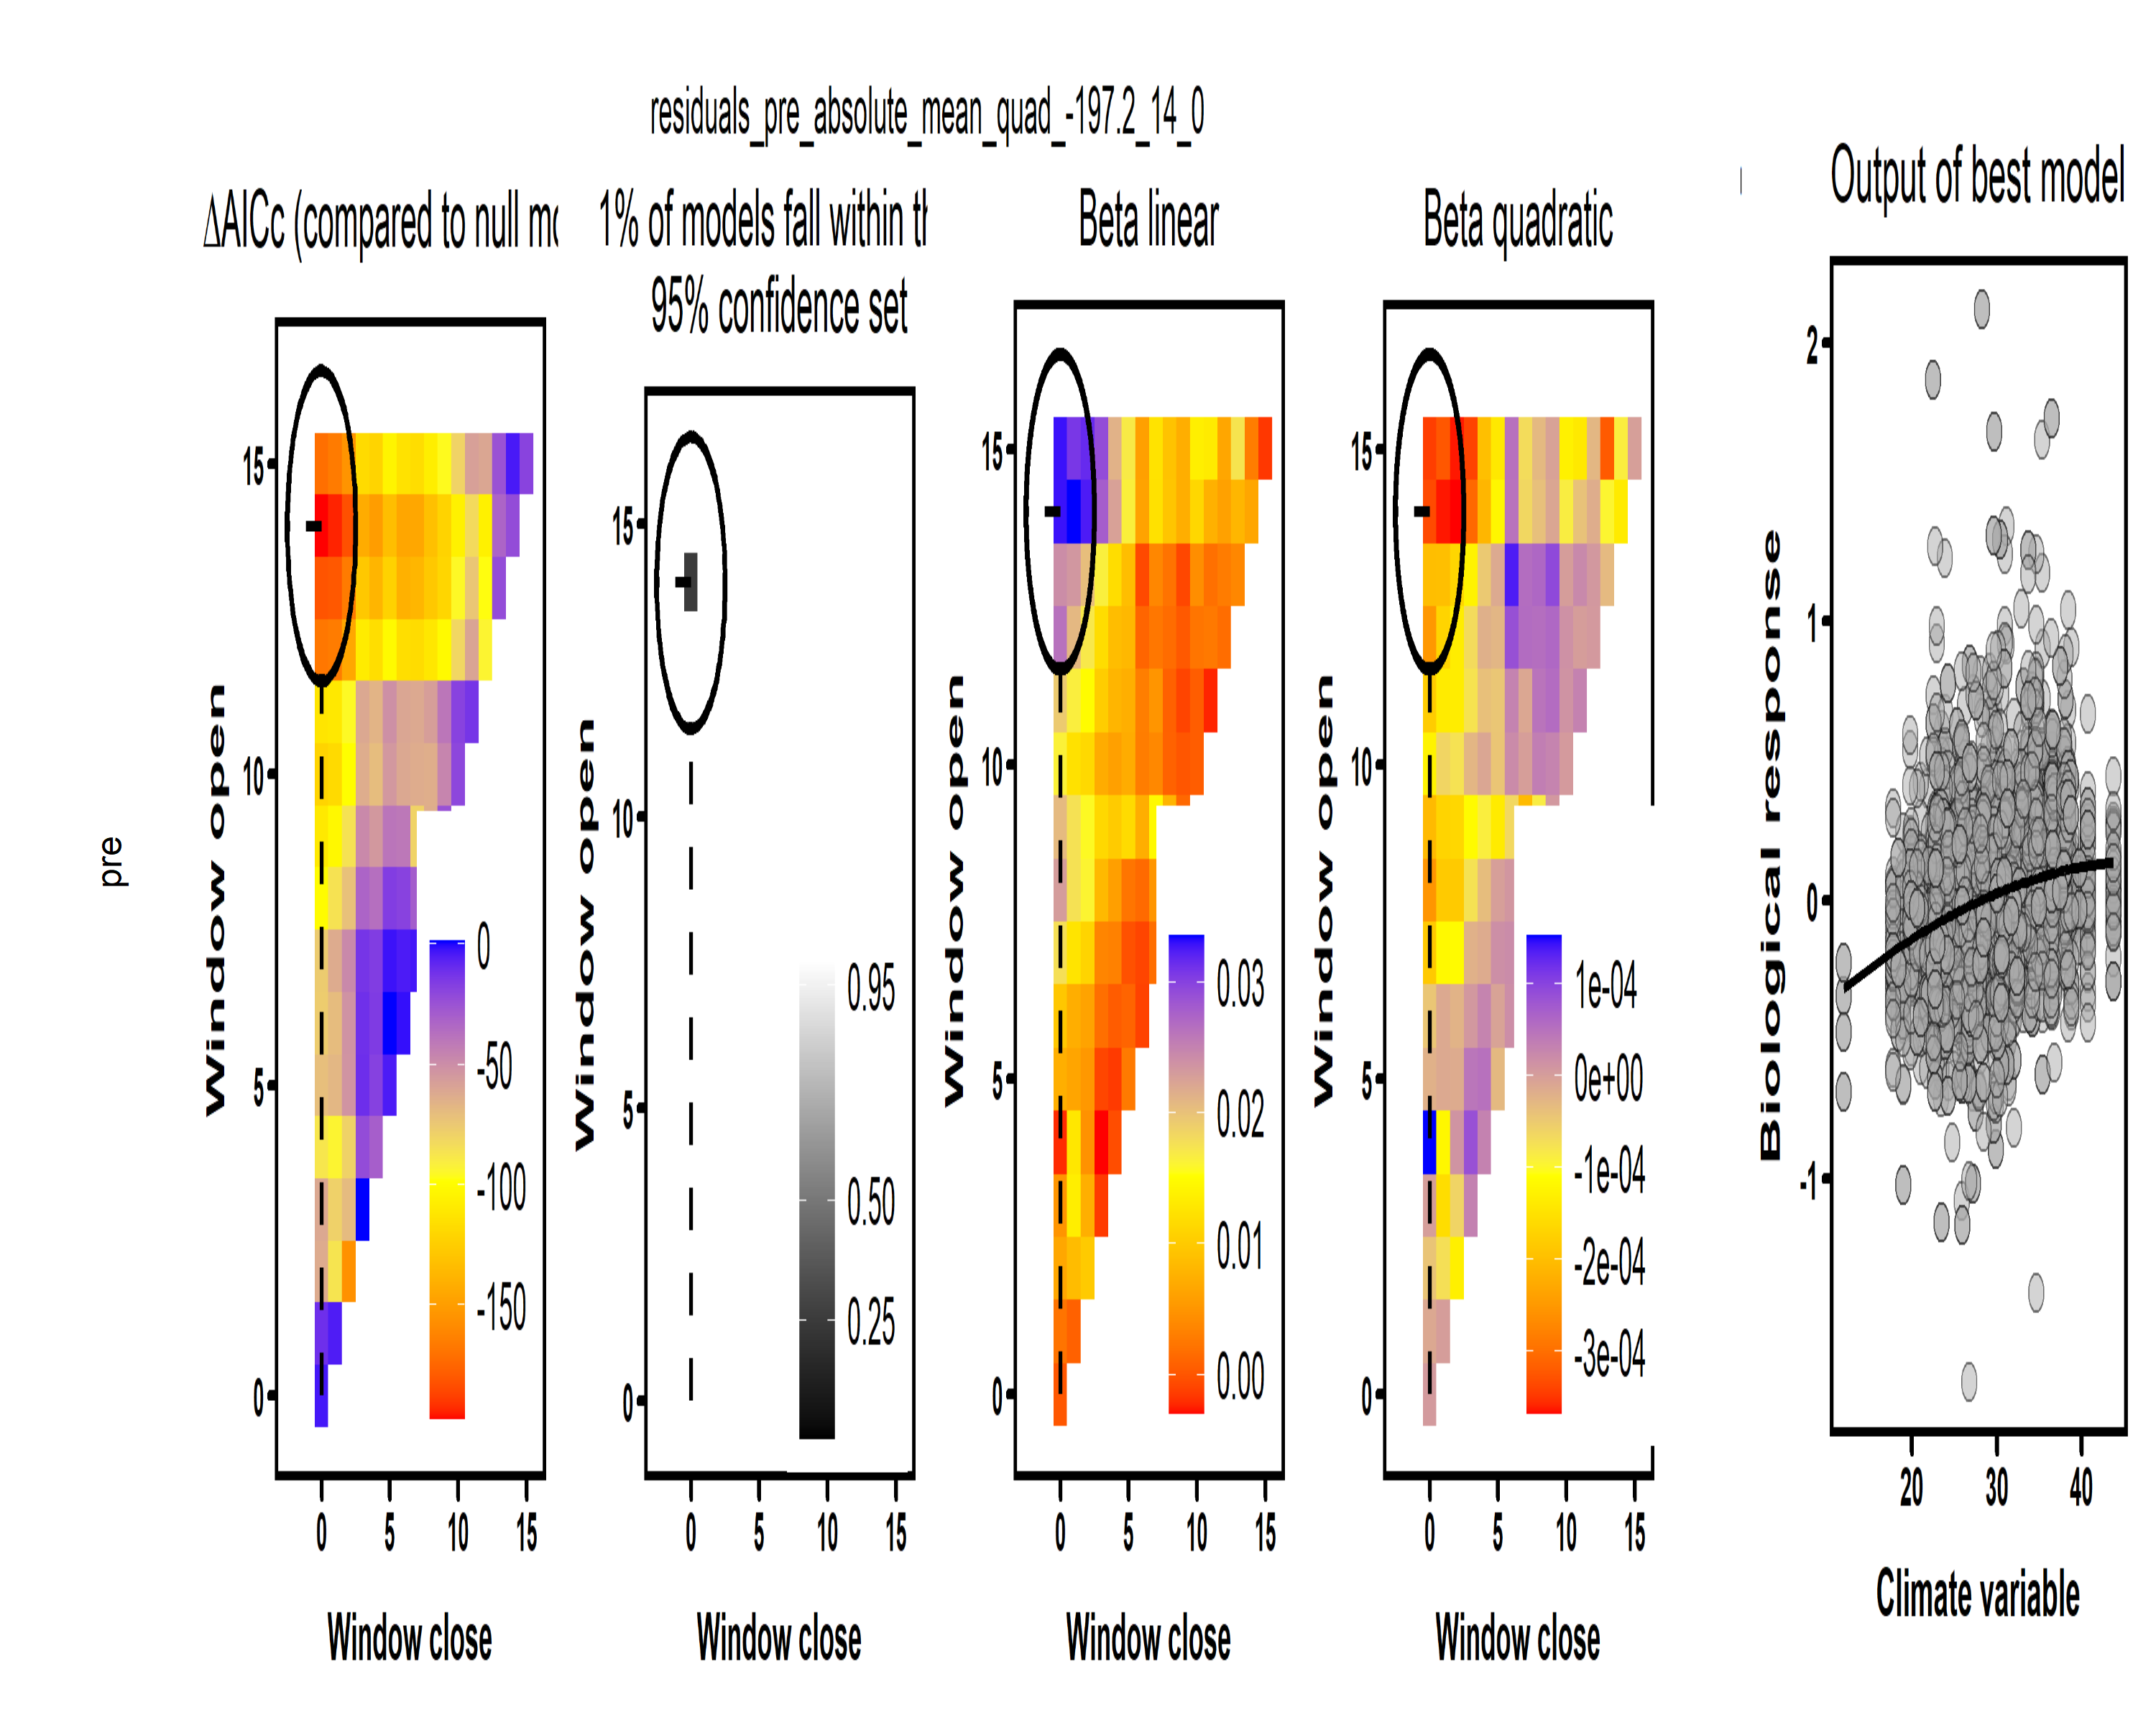 residuals_pre_absolute_mean_quad_-197.2_14_0
pre
ΔAICc (compared to null mo
Window open
15
10
5
0
0
-50
-100
-150
0 5 10 15
Window close
1% of models fall within th
95% confidence set
Window open
15
10
5
0
0.95
0.50
0.25
0 5 10 15
Window close
Beta linear
Window open
15
10
5
0
0.03
0.02
0.01
0.00
0 5 10 15
Window close
Beta quadratic
Window open
15
10
5
0
1e-04
0e+00
-1e-04
-2e-04
-3e-04
0 5 10 15
Window close
Output of best model
Biological response
2
1
0
-1
20 30 40
Climate variable